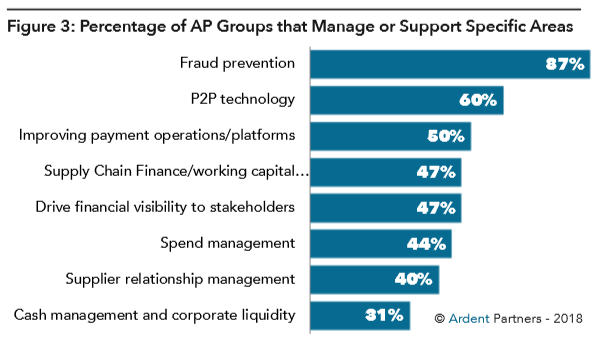 Figure 3: Percentage of AP Groups that Manage or Support Specific Areas
Fraud prevention 87%
P2P technology 60%
Improving payment operations/platforms 50%
Supply Chain Finance/working capital... 47%
Drive financial visibility to stakeholders 47%
Spend management 44%
Supplier relationship management 40%
Cash management and corporate liquidity 31%
© Ardent Partners - 2018